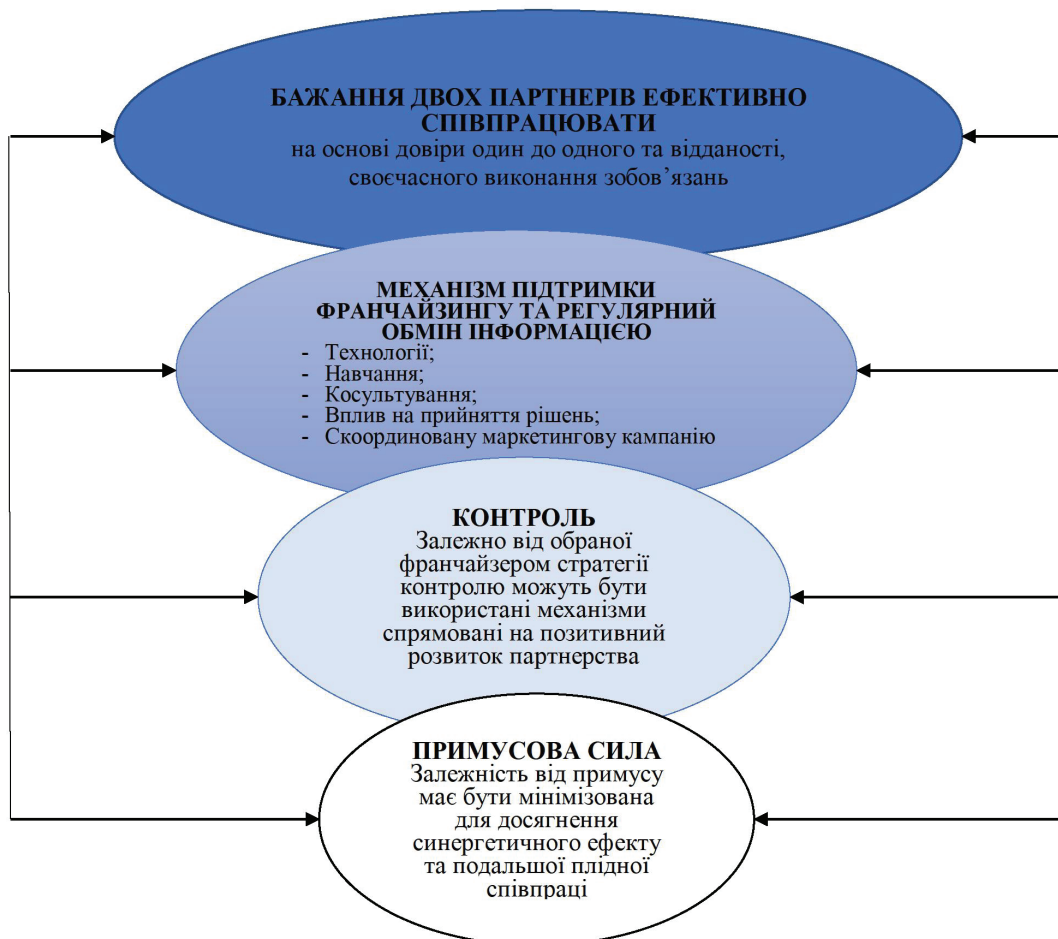 БАЖАННЯ ДВОХ ПАРТНЕРІВ ЕФЕКТИВНО
СПІВПРАЦЮВАТИ
на основі довіри один до одного та відданості,
своєчасного виконання зобов’язань
МЕХАНІЗМ ПІДТРИМКИ
ФРАНЧАЙЗИНГУ ТА РЕГУЛЯРНИЙ
ОБМІН ІНФОРМАЦІЄЮ
- Технології;
- Навчання;
- Косультування;
- Вплив на прийняття рішень;
- Скоординовану маркетингову кампанію
КОНТРОЛЬ
Залежно від обраної
франчайзером стратегії
контролю можуть бути
використані механізми
спрямовані на позитивний
розвиток партнерства
ПРИМУСОВА СИЛА
Залежність від примусу
має бути мінімізована
для досягнення
синергетичного ефекту
та подальшої плідної
співпраці